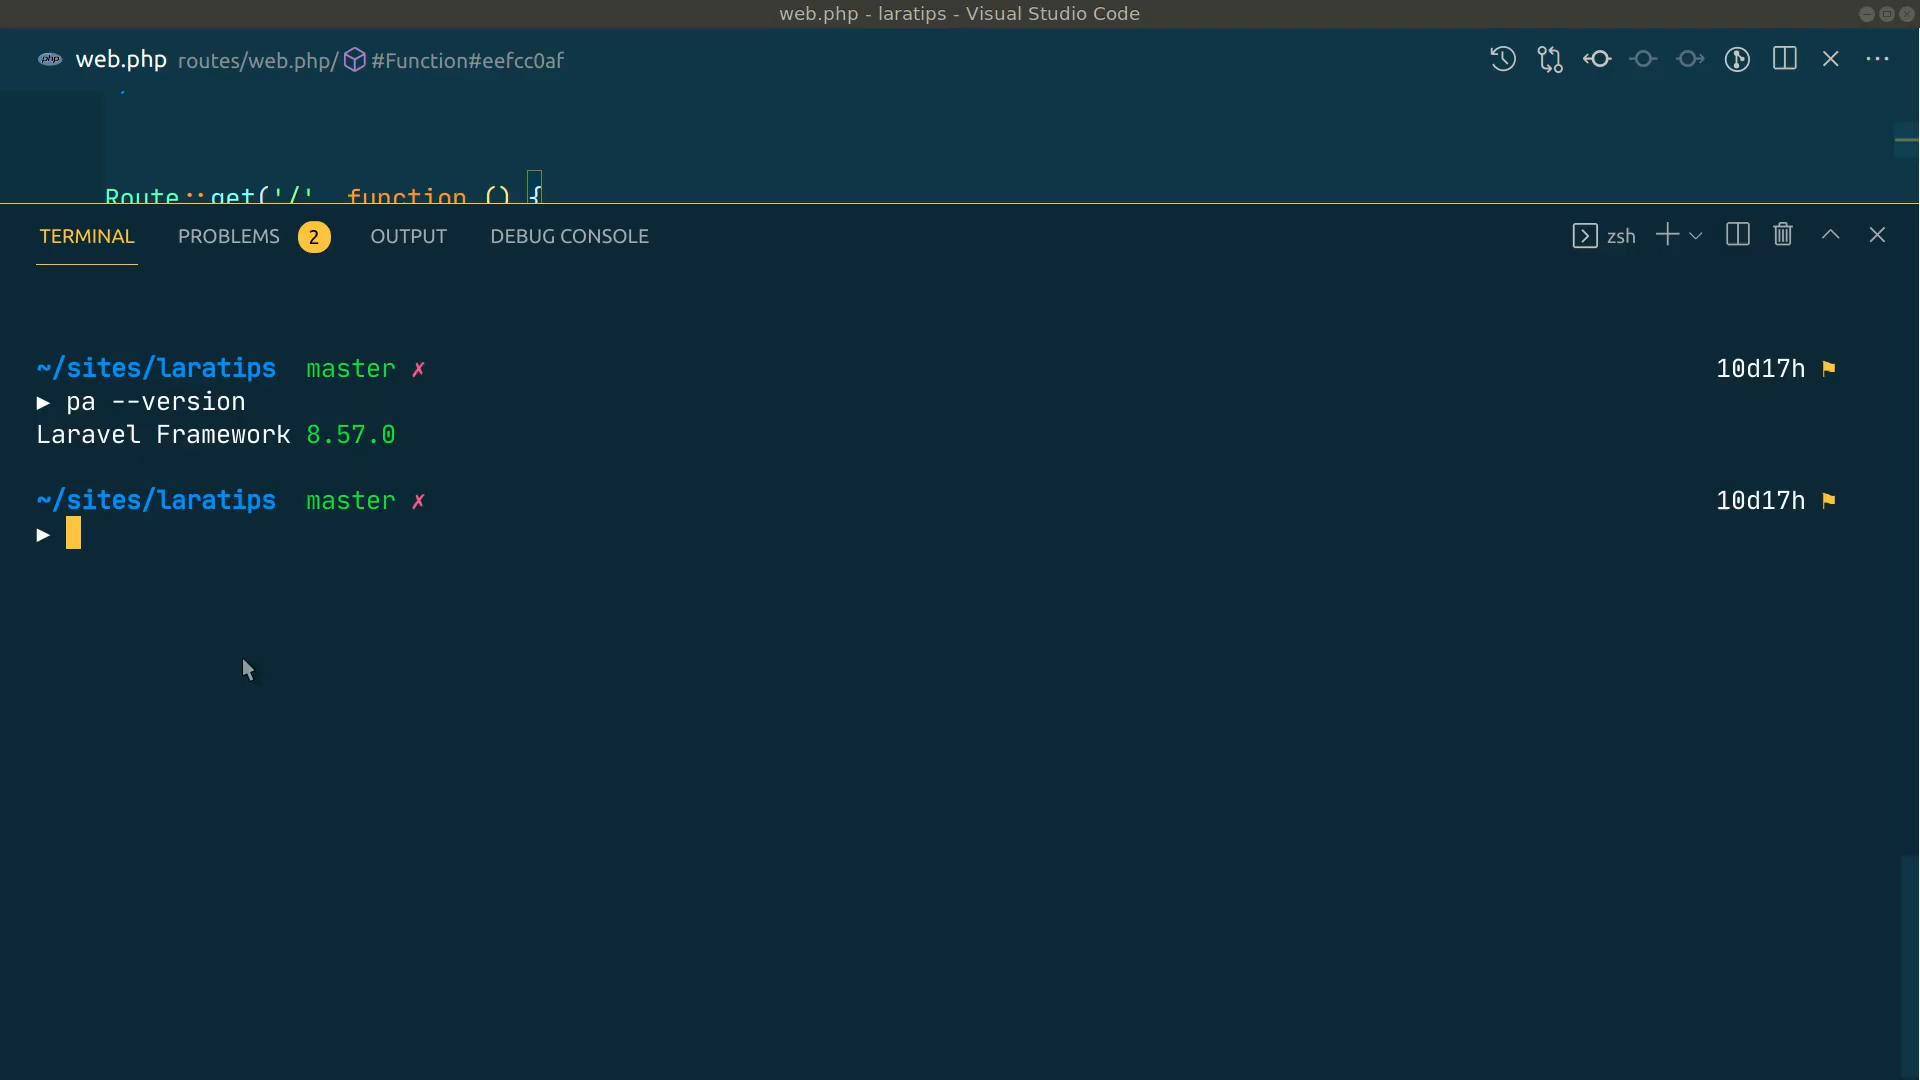 web.php - laratips - Visual Studio Code
php web.php routes/web.php/ #Function#eefcc0af
Route::get('/' function () {
TERMINAL PROBLEMS 2 OUTPUT DEBUG CONSOLE zsh
~/sites/laratips master ✗ 10d17h ⚑
▶ pa --version
Laravel Framework 8.57.0
~/sites/laratips master ✗ 10d17h ⚑
▶